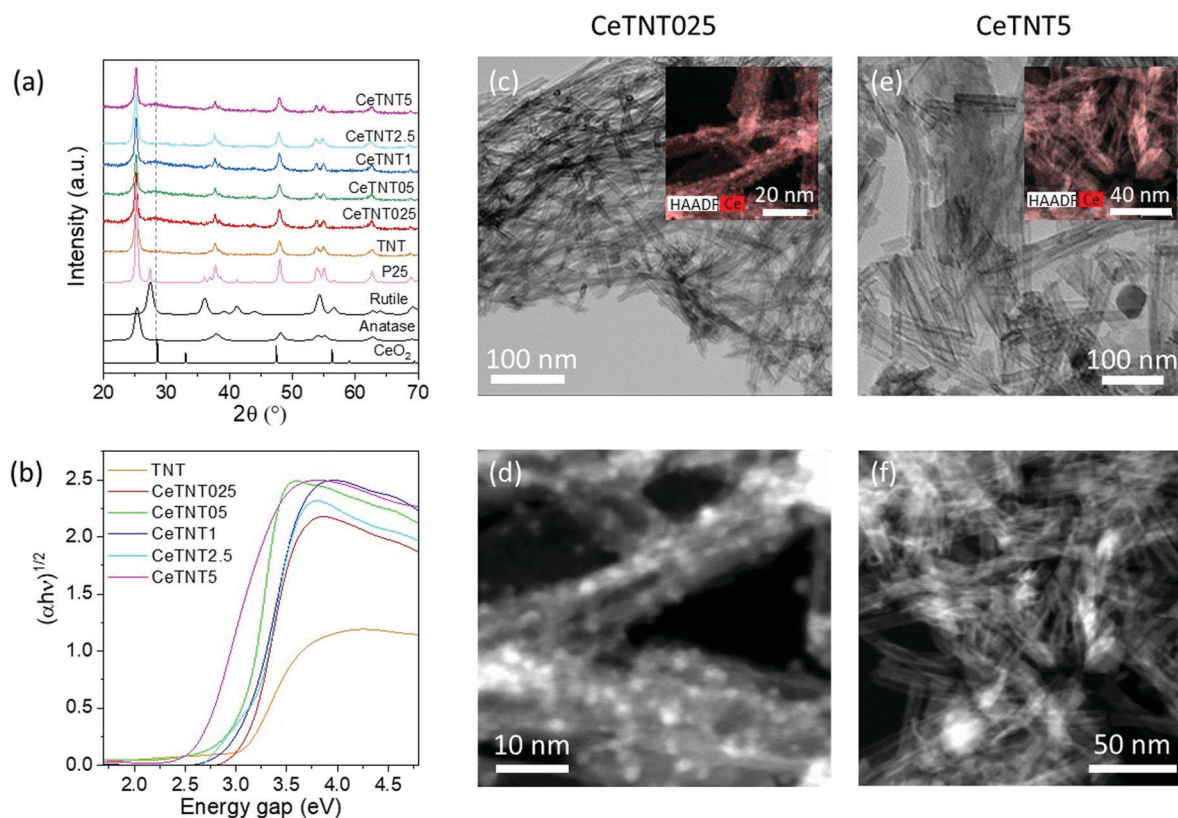 CeTNT025
CeTNT5
(a)
Intensity (a.u.)
CeTNT5
CeTNT2.5
CeTNT1
CeTNT05
CeTNT025
TNT
P25
Rutile
Anatase
CeO₂
20 30 40 50 60 70
2θ (°)
(c)
HAADF Ce
20 nm
100 nm
(e)
HAADF Ce
40 nm
100 nm
(b)
(αhν)^1/2
2.5
2.0
1.5
1.0
0.5
0.0
TNT
CeTNT025
CeTNT05
CeTNT1
CeTNT2.5
CeTNT5
2.0 2.5 3.0 3.5 4.0 4.5
Energy gap (eV)
(d)
10 nm
(f)
50 nm